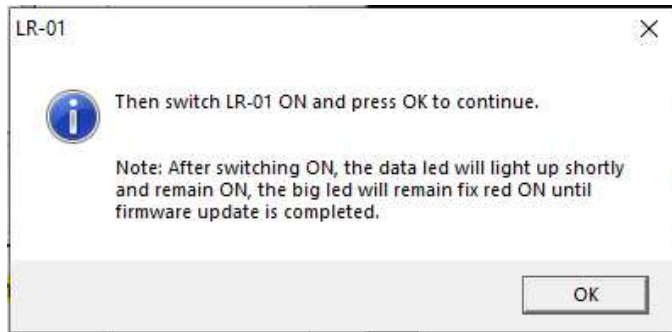 LR-01
Then switch LR-01 ON and press OK to continue.
Note: After switching ON, the data led will light up shortly
and remain ON, the big led will remain fix red ON until
firmware update is completed.
OK